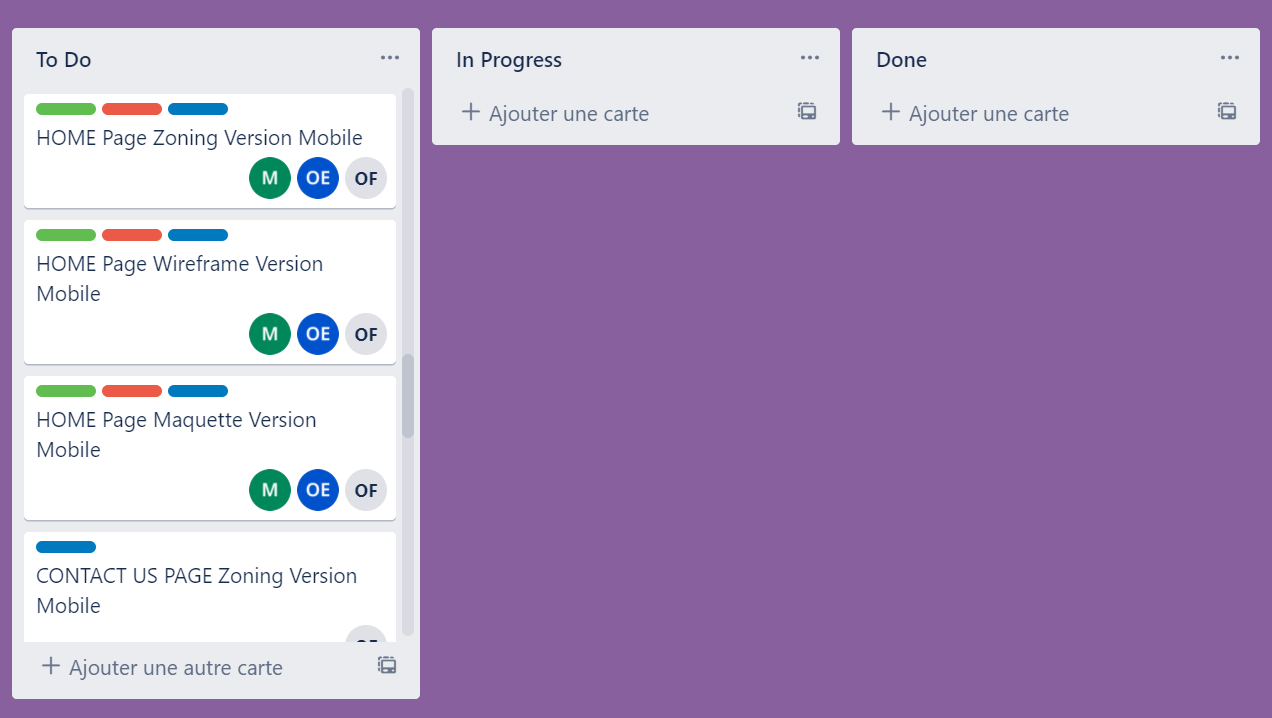 To Do
HOME Page Zoning Version Mobile
M OE OF
HOME Page Wireframe Version
Mobile
M OE OF
HOME Page Maquette Version
Mobile
M OE OF
CONTACT US PAGE Zoning Version
Mobile
Ajouter une autre carte
In Progress
Ajouter une carte
Done
Ajouter une carte